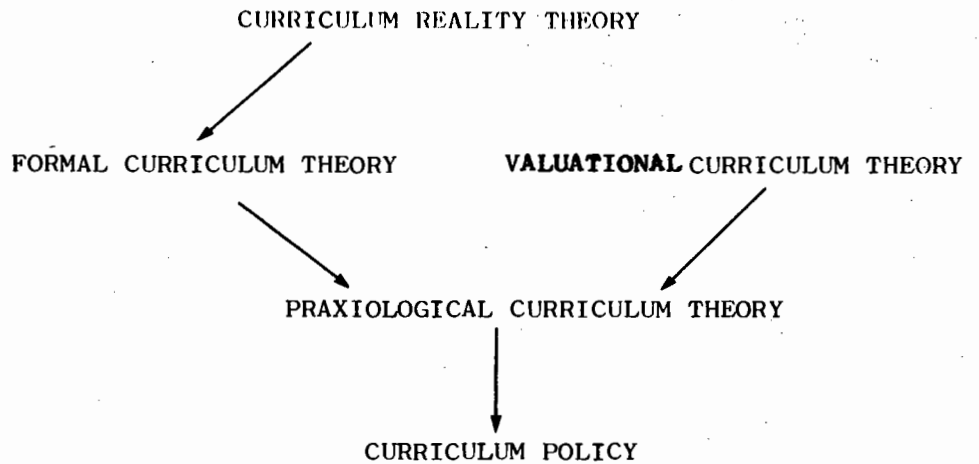 CURRICULUM REALITY THEORY
FORMAL CURRICULUM THEORY VALUATIONAL CURRICULUM THEORY
PRAXIOLOGICAL CURRICULUM THEORY
CURRICULUM POLICY